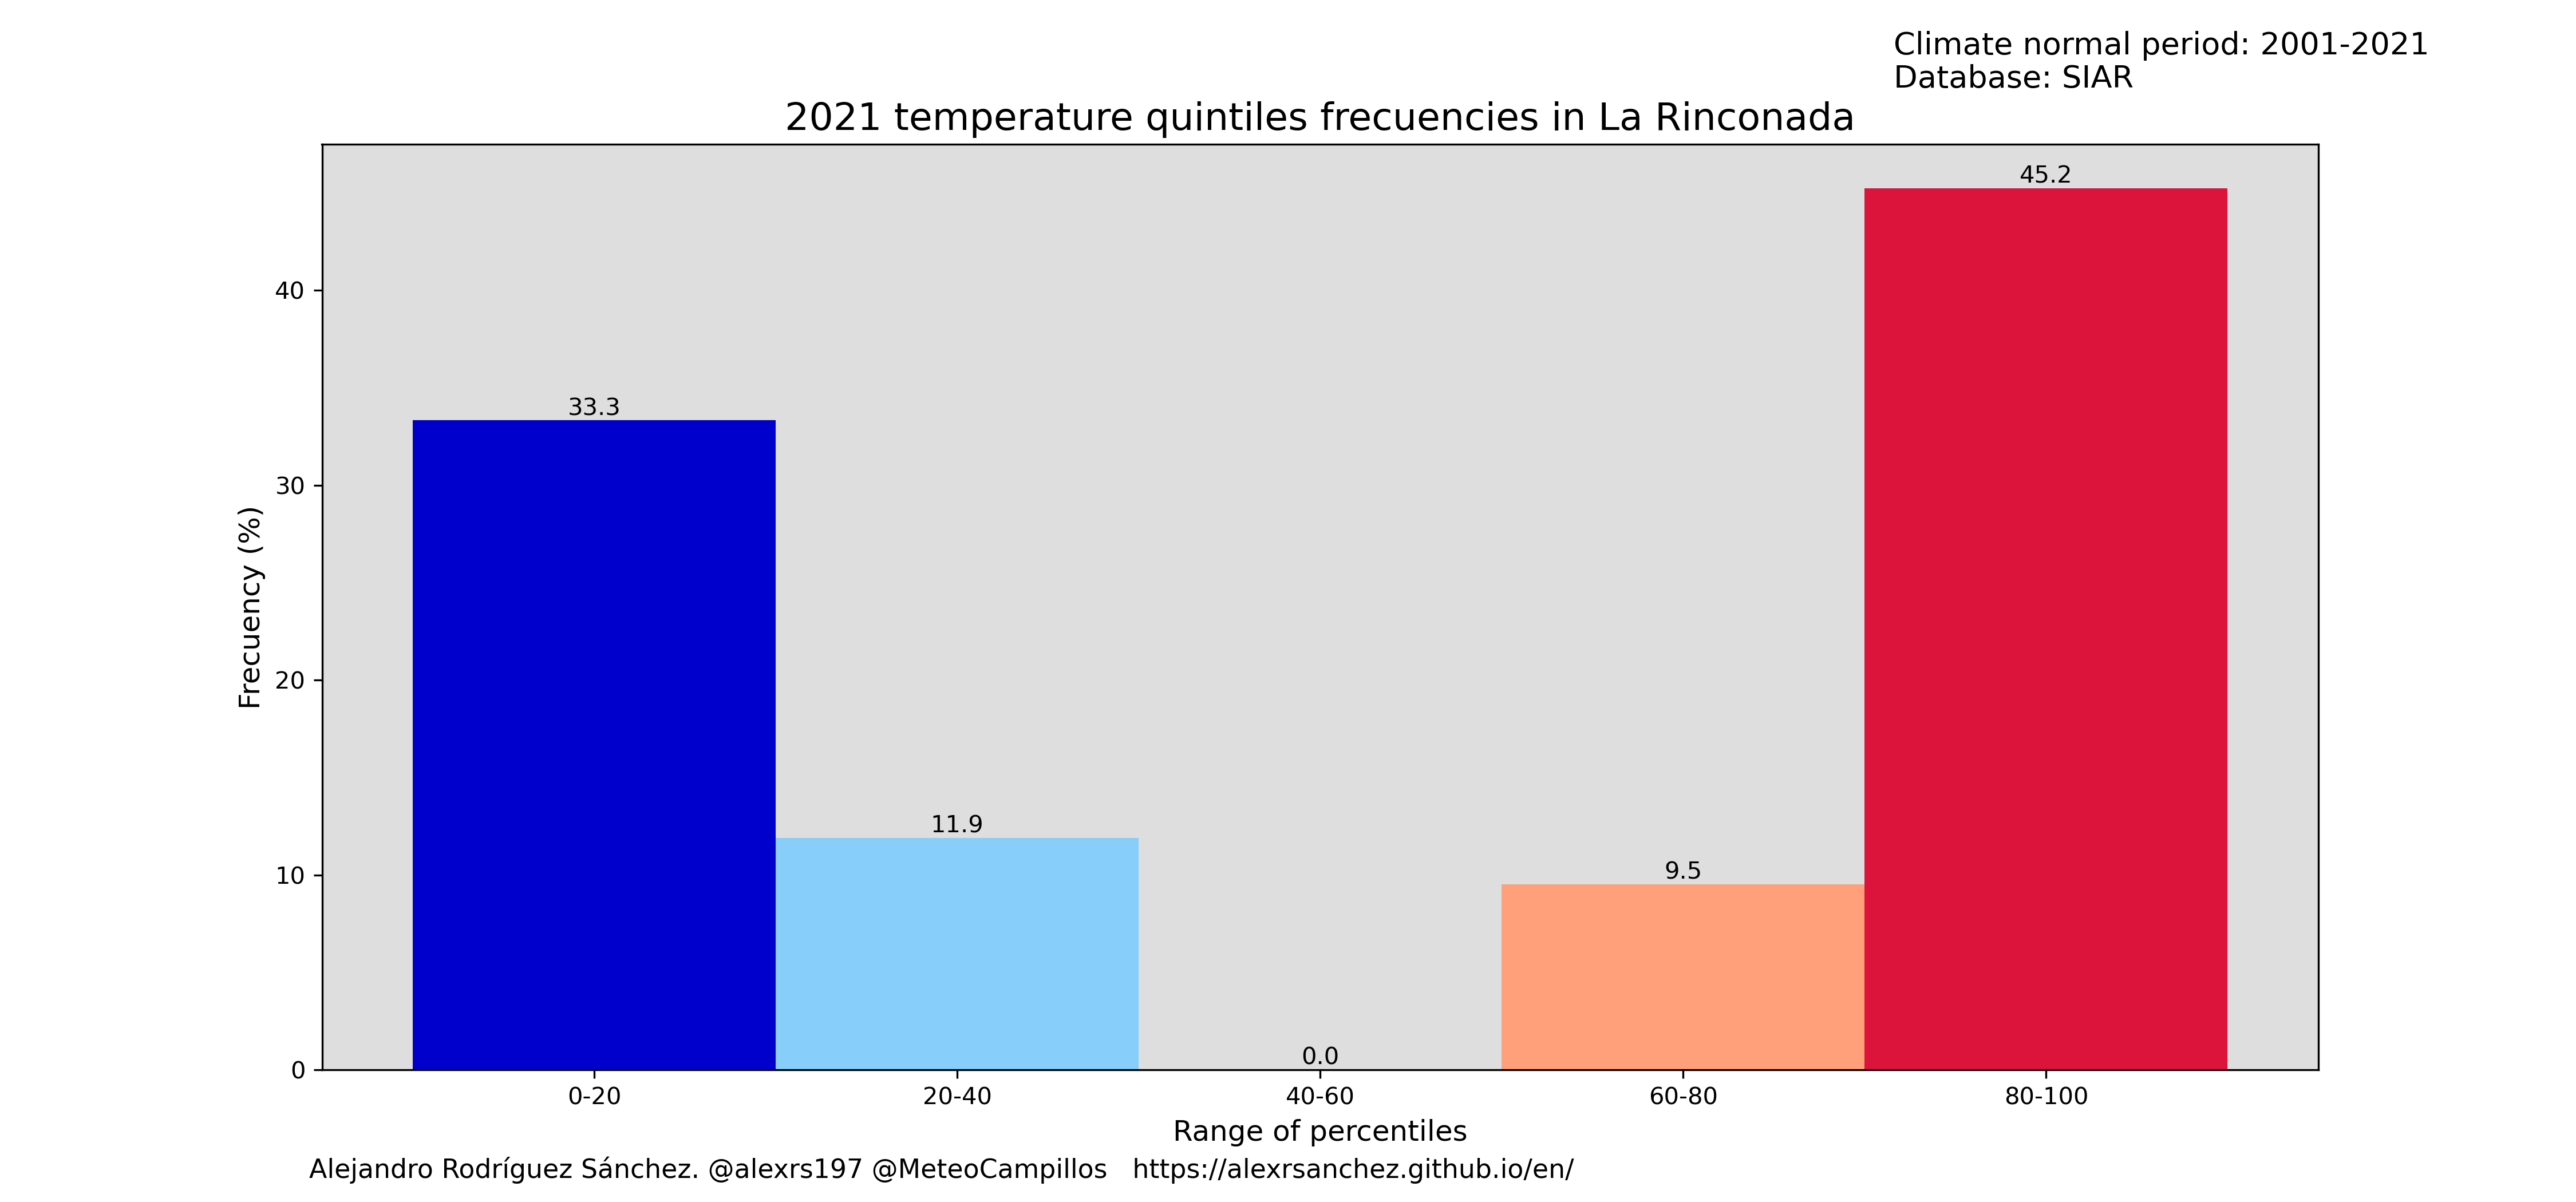 Climate normal period: 2001-2021
Database: SIAR
2021 temperature quintiles frecuencies in La Rinconada
45.2
40
33.3
30
Frecuency (%)
20
11.9
10
9.5
0.0
0
0-20 20-40 40-60 60-80 80-100
Range of percentiles
Alejandro Rodríguez Sánchez. @alexrs197 @MeteoCampillos https://alexrsanchez.github.io/en/